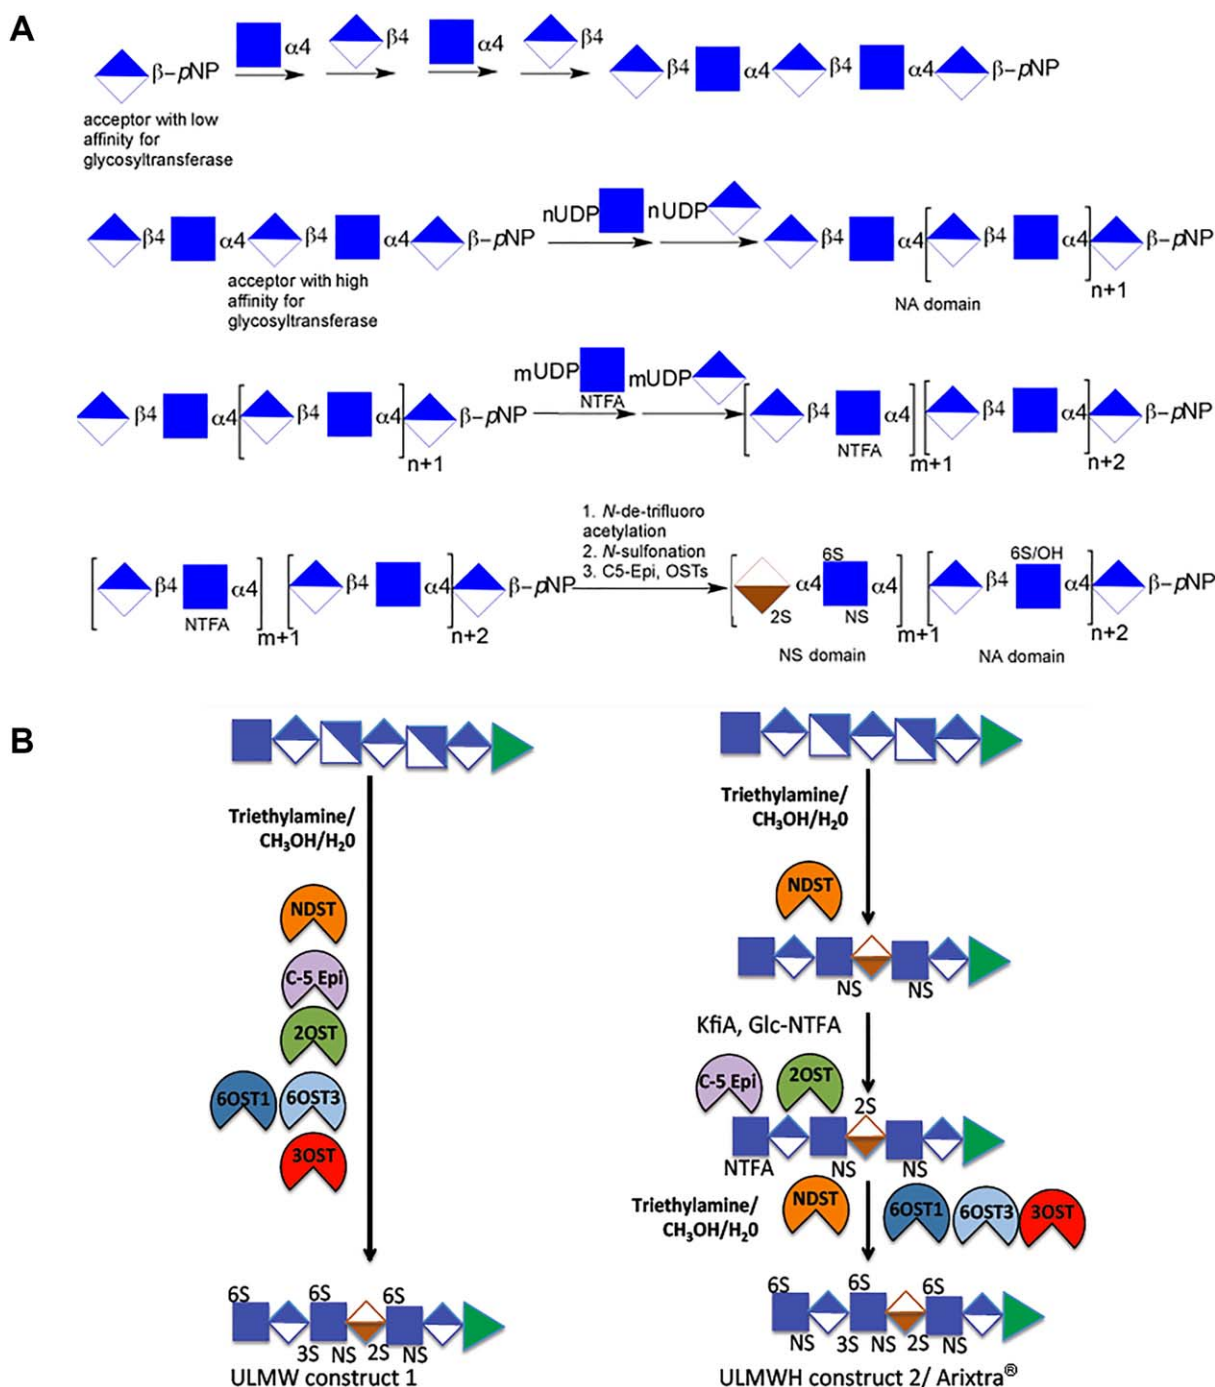 A
α4 β4 α4 β4
β–pNP β4 α4 β4 α4 β–pNP
acceptor with low
affinity for
glycosyltransferase
nUDP nUDP
β4 α4 β4 α4 β–pNP β4 α4 β4 α4 β–pNP
acceptor with high
affinity for
glycosyltransferase
NA domain
n+1
mUDP mUDP
NTFA
β4 α4 β4 α4 β–pNP β4 α4 β4 α4 β–pNP
NTFA
n+1 m+1 n+2
1. N-de-trifluoro
acetylation
2. N-sulfonation
3. C5-Epi, OSTs
6S 6S/OH
β4 α4 β4 α4 β–pNP α4 α4 β4 α4 β–pNP
NTFA 2S NS
m+1 n+2 m+1 n+2
NS domain NA domain
B
Triethylamine/
CH3OH/H20
NDST
C-5 Epi
2OST
6OST1 6OST3
3OST
6S 6S 6S
3S NS 2S NS
ULMW construct 1
Triethylamine/
CH3OH/H20
NDST
NS NS
KfiA, Glc-NTFA
C-5 Epi 2OST
2S
NTFA NS NS
Triethylamine/
CH3OH/H20
NDST 6OST1 6OST3 3OST
6S 6S 6S
NS 3S NS 2S NS
ULMWH construct 2/ Arixtra®